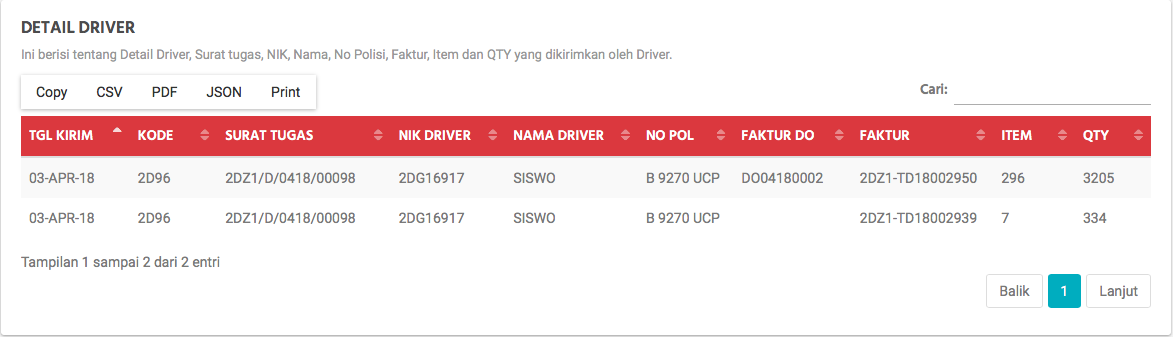 DETAIL DRIVER
Ini berisi tentang Detail Driver, Surat tugas, NIK, Nama, No Polisi, Faktur, Item dan QTY yang dikirimkan oleh Driver.
Copy CSV PDF JSON Print Cari:
TGL KIRIM KODE SURAT TUGAS NIK DRIVER NAMA DRIVER NO POL FAKTUR DO FAKTUR ITEM QTY
03-APR-18 2D96 2DZ1/D/0418/00098 2DG16917 SISWO B 9270 UCP DO04180002 2DZ1-TD18002950 296 3205
03-APR-18 2D96 2DZ1/D/0418/00098 2DG16917 SISWO B 9270 UCP 2DZ1-TD18002939 7 334
Tampilan 1 sampai 2 dari 2 entri
Balik 1 Lanjut